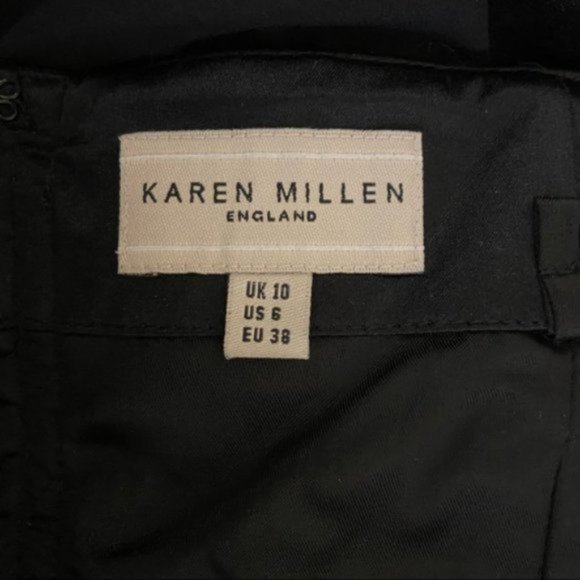 KAREN MILLEN
ENGLAND
UK 10
US 6
EU 38